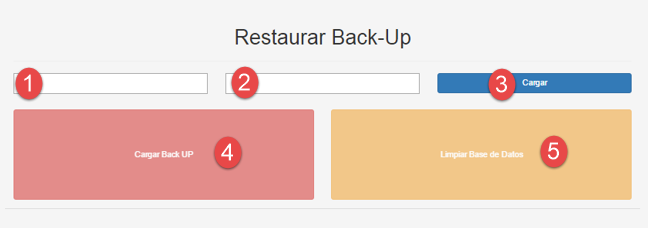 Restaurar Back-Up
1
2
3 Cargar
Cargar Back UP 4
Limpiar Base de Datos 5